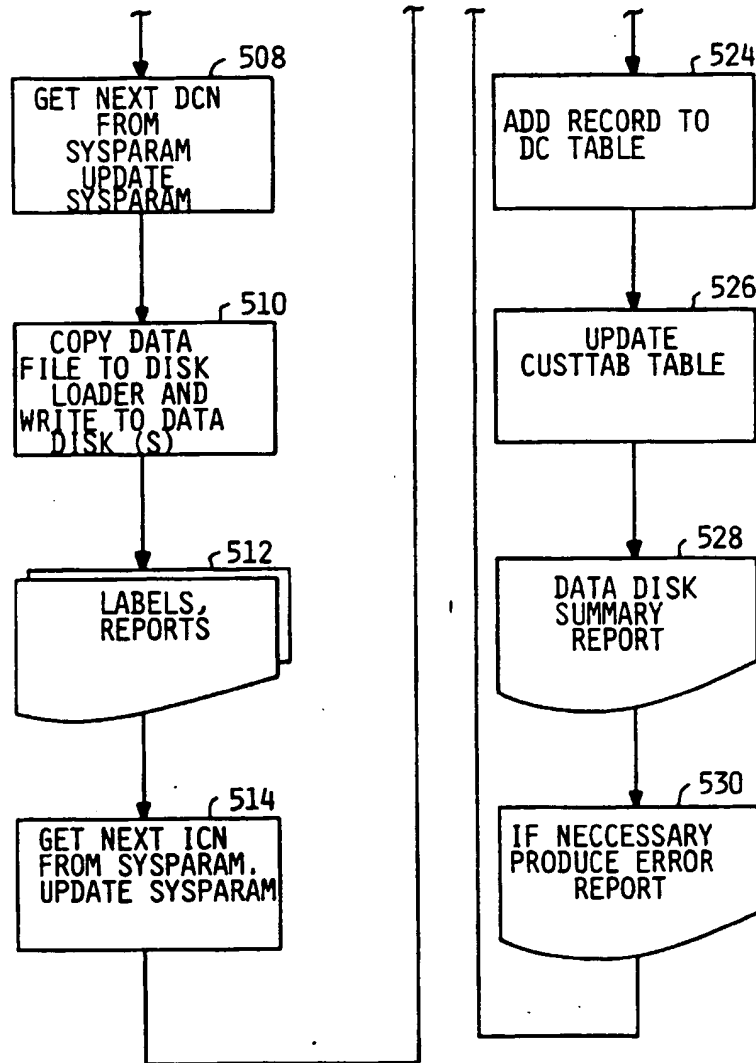 508
GET NEXT DCN
FROM
SYSPARAM
UPDATE
SYSPARAM
510
COPY DATA
FILE TO DISK
LOADER AND
WRITE TO DATA
DISK (S)
512
LABELS,
REPORTS
514
GET NEXT ICN
FROM SYSPARAM.
UPDATE SYSPARAM
524
ADD RECORD TO
DC TABLE
526
UPDATE
CUSTTAB TABLE
528
DATA DISK
SUMMARY
REPORT
530
IF NECCESSARY
PRODUCE ERROR
REPORT